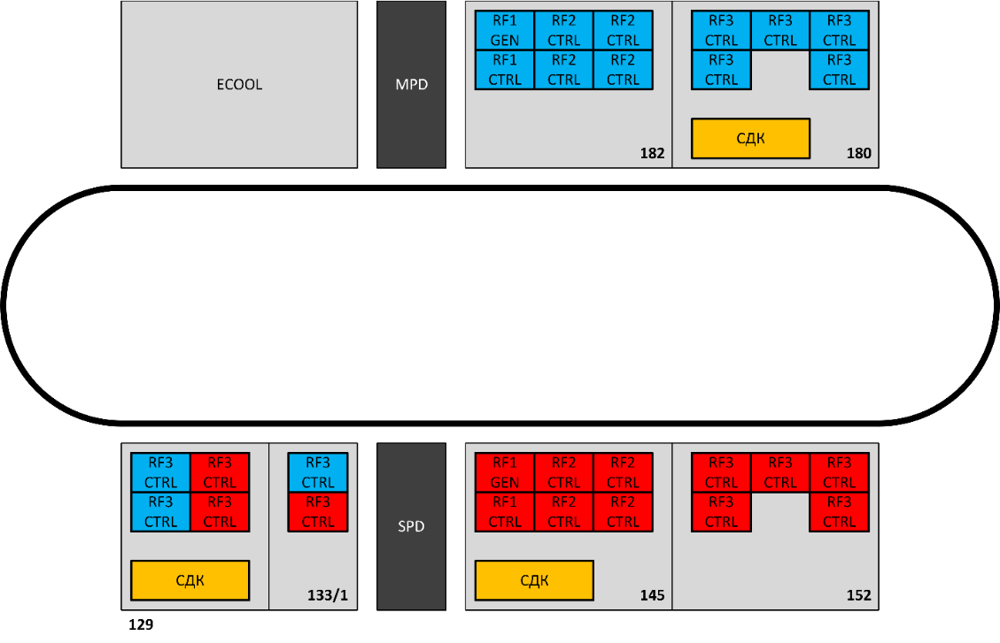 ECOOL
MPD
RF1 GEN
RF2 CTRL
RF2 CTRL
RF1 CTRL
RF2 CTRL
RF2 CTRL
182
RF3 CTRL
RF3 CTRL
RF3 CTRL
RF3 CTRL
RF3 CTRL
СДК
180
RF3 CTRL
RF3 CTRL
RF3 CTRL
RF3 CTRL
СДК
129
RF3 CTRL
RF3 CTRL
133/1
SPD
RF1 GEN
RF2 CTRL
RF2 CTRL
RF1 CTRL
RF2 CTRL
RF2 CTRL
СДК
145
RF3 CTRL
RF3 CTRL
RF3 CTRL
RF3 CTRL
RF3 CTRL
152